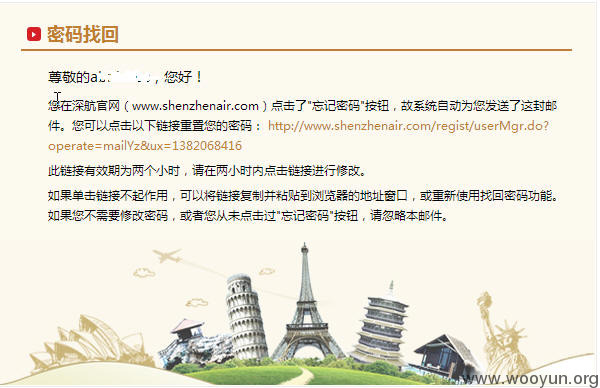 密码找回
尊敬的a，您好！
您在深航官网（www.shenzhenair.com）点击了"忘记密码"按钮，故系统自动为您发送了这封邮
件。您可以点击以下链接重置您的密码： http://www.shenzhenair.com/regist/userMgr.do?
operate=mailYz&ux=1382068416
此链接有效期为两个小时，请在两小时内点击链接进行修改。
如果单击链接不起作用，可以将链接复制并粘贴到浏览器的地址窗口，或重新使用找回密码功能。
如果您不需要修改密码，或者您从未点击过"忘记密码"按钮，请忽略本邮件。
www.wooyun.org